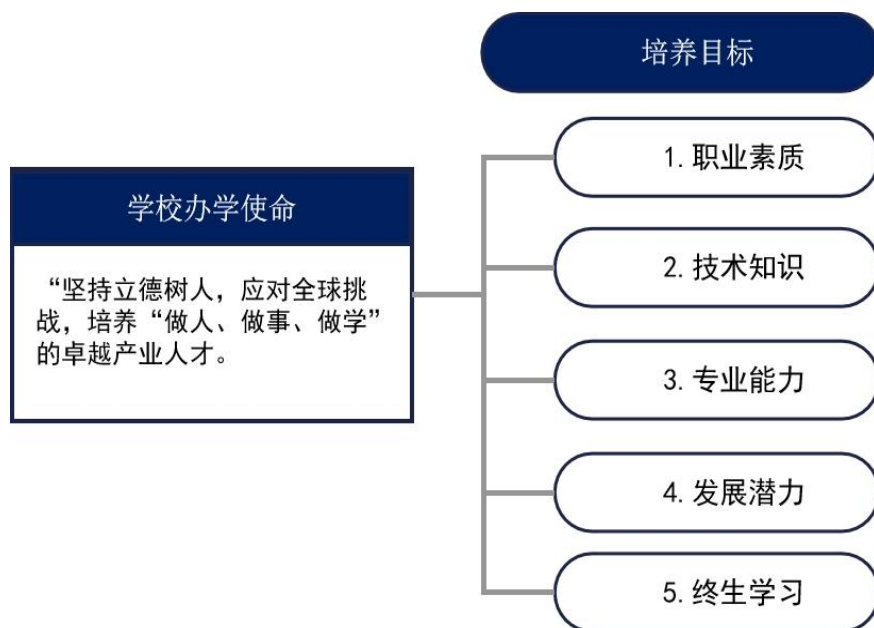 培养目标
学校办学使命
“坚持立德树人，应对全球挑
战，培养“做人、做事、做学”
的卓越产业人才。
1.职业素质
2.技术知识
3.专业能力
4.发展潜力
5.终生学习